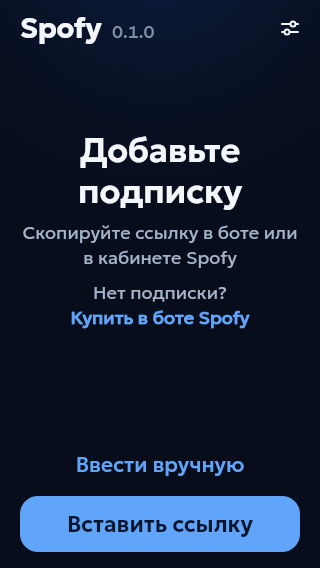 Spofy 0.1.0
Добавьте
подписку
Скопируйте ссылку в боте или
в кабинете Spofy
Нет подписки?
Купить в боте Spofy
Ввести вручную
Вставить ссылку